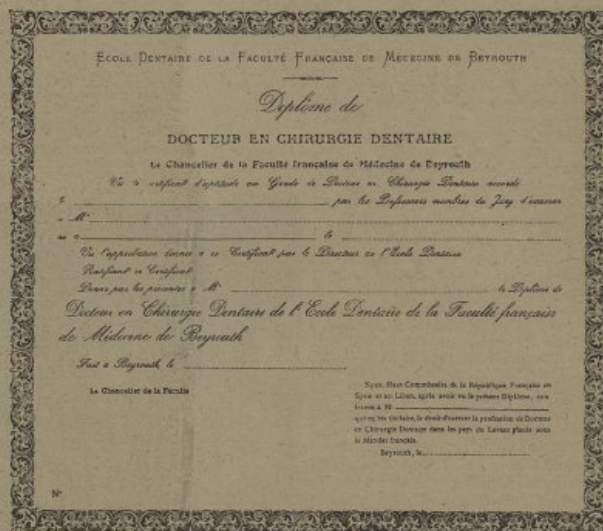 ECOLE DENTAIRE DE LA FACULTÉ FRANÇAISE DE MÉDECINE DE BEYROUTH
Diplôme de
DOCTEUR EN CHIRURGIE DENTAIRE
Le Chancelier de la Faculté française de Médecine de Beyrouth
Vu le certificat d'aptitude au Grade de Docteur en Chirurgie Dentaire accordé
par les Professeurs membres du Jury d'examen
a M
né a le
Vu l'approbation donnée a ce Certificat par le Directeur de l'Ecole Dentaire
Ratifiant ce Certificat
Donne par les présentes a M le Diplôme de
Docteur en Chirurgie Dentaire de l'Ecole Dentaire de la Faculté française
de Médecine de Beyrouth
Fait a Beyrouth, le
Le Chancelier de la Faculté
Nous, Haut-Commissaire de la République Française en
Syrie et au Liban, après avoir vu le présent Diplôme, con-
férons à M.
le droit d'exercer la profession de Docteur
en Chirurgie Dentaire dans les pays du Levant placés sous
le Mandat français.
Beyrouth, le
N°